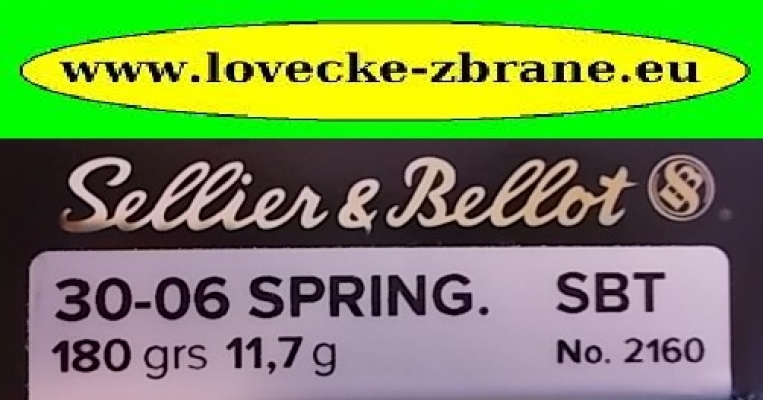 www.lovecke-zbrane.eu
Sellier & Bellot S&B
30-06 SPRING. SBT
180 grs 11,7 g No. 2160